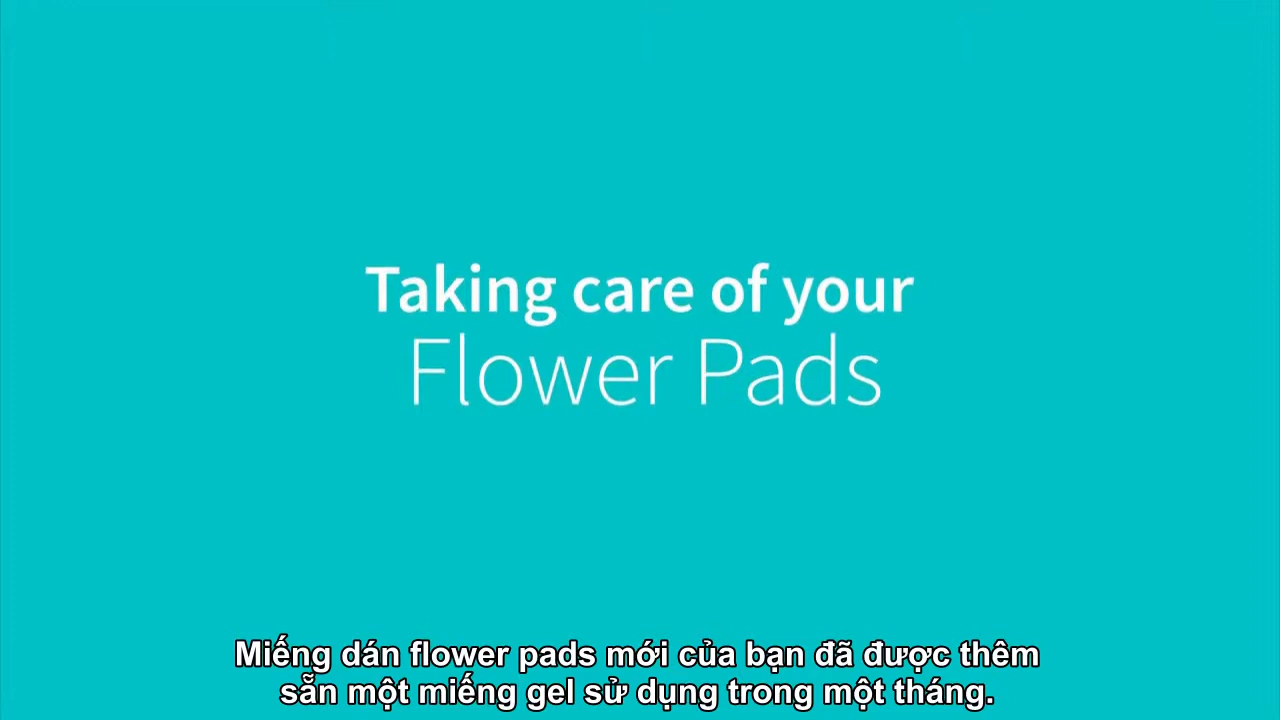 Taking care of your
Flower Pads
Miếng dán flower pads mới của bạn đã được thêm
sẵn một miếng gel sử dụng trong một tháng.